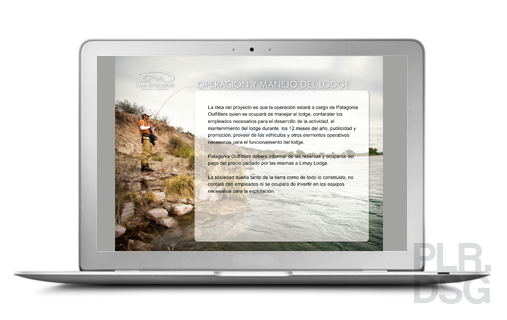 OPERACIÓN Y MANEJO DEL LODGE
La idea del proyecto es que la operación estará a cargo de Patagonia
Outfitters quien se ocupará de manejar el lodge, contaratar los
empleados necesarios para el desarrollo de la actividad, el
mantenimiento del lodge durante los 12 meses del año, publicidad y
promoción, proveer de los vehículos y otros elementos operativos
necesarios para el funcionamiento del lodge.
Patagonia Outfitters deberá informar de las reservas y ocuparse del
pago del precio pactado por las mismas a Limay Lodge.
La sociedad dueña tanto de la tierra como de todo lo construido, no
contará con empleados ni se ocupará de invertir en los equipos
necesarios para la explotación.
PLR.
DSG